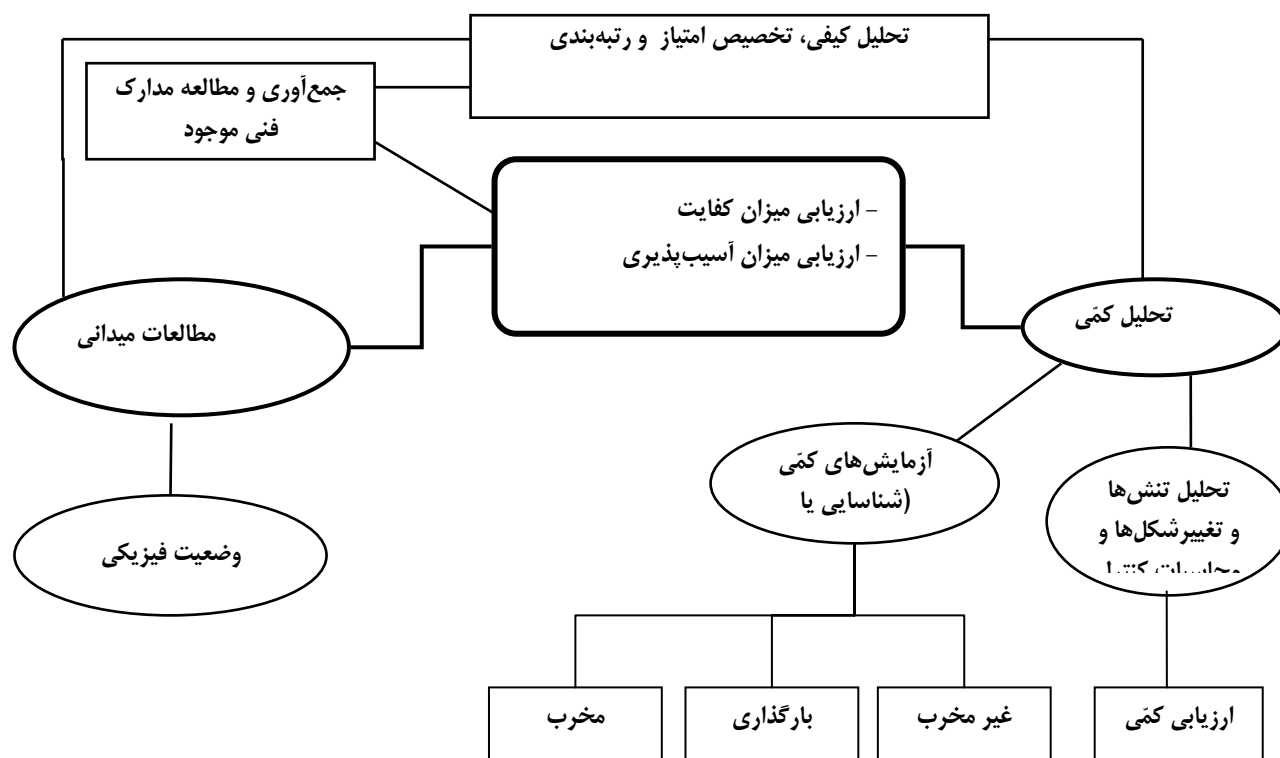 تحلیل کیفی، تخصیص امتیاز و رتبه‌بندی
جمع‌آوری و مطالعه مدارک
فنی موجود
- ارزیابی میزان کفایت
- ارزیابی میزان آسیب‌پذیری
تحلیل کمّی
مطالعات میدانی
آزمایش‌های کمّی
(شناسایی یا
تحلیل تنش‌ها
و تغییرشکل‌ها و
وضعیت فیزیکی
ارزیابی کمّی
غیر مخرب
بارگذاری
مخرب